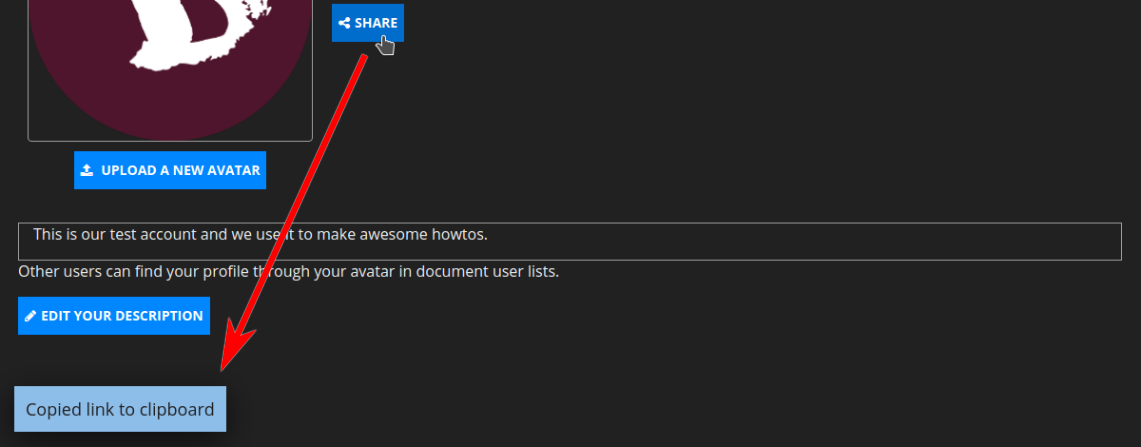 SHARE
UPLOAD A NEW AVATAR
This is our test account and we use it to make awesome howtos.
Other users can find your profile through your avatar in document user lists.
EDIT YOUR DESCRIPTION
Copied link to clipboard